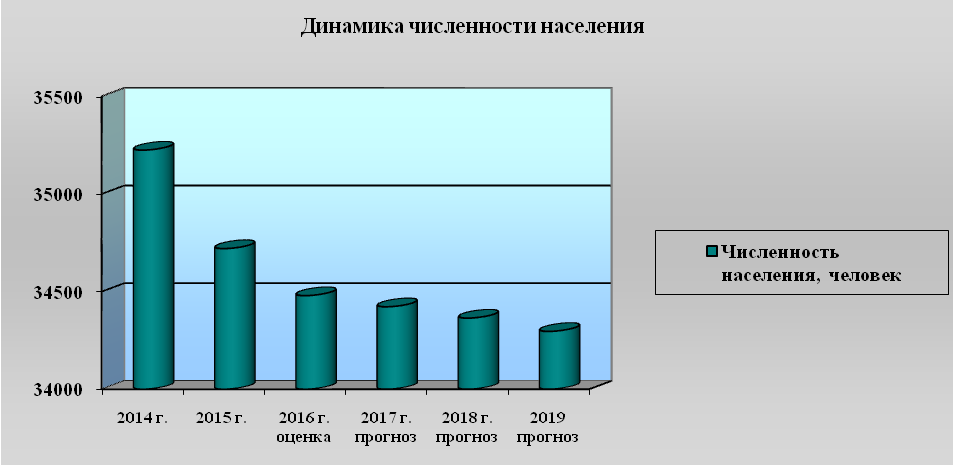 Динамика численности населения
35500
35000
34500
34000
2014 г. 2015 г. 2016 г. 2017 г. 2018 г. 2019
оценка прогноз прогноз прогноз
Численность
населения, человек